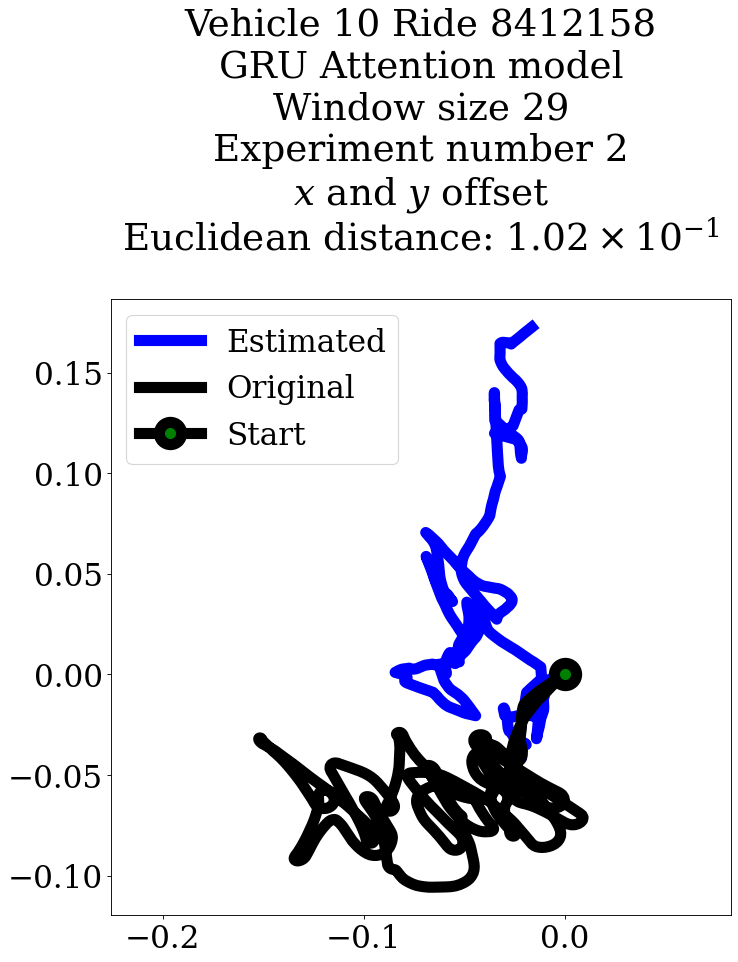 Vehicle 10 Ride 8412158
GRU Attention model
Window size 29
Experiment number 2
x and y offset
Euclidean distance: 1.02 × 10⁻¹
Estimated
Original
Start
0.15
0.10
0.05
0.00
−0.05
−0.10
−0.2
−0.1
0.0